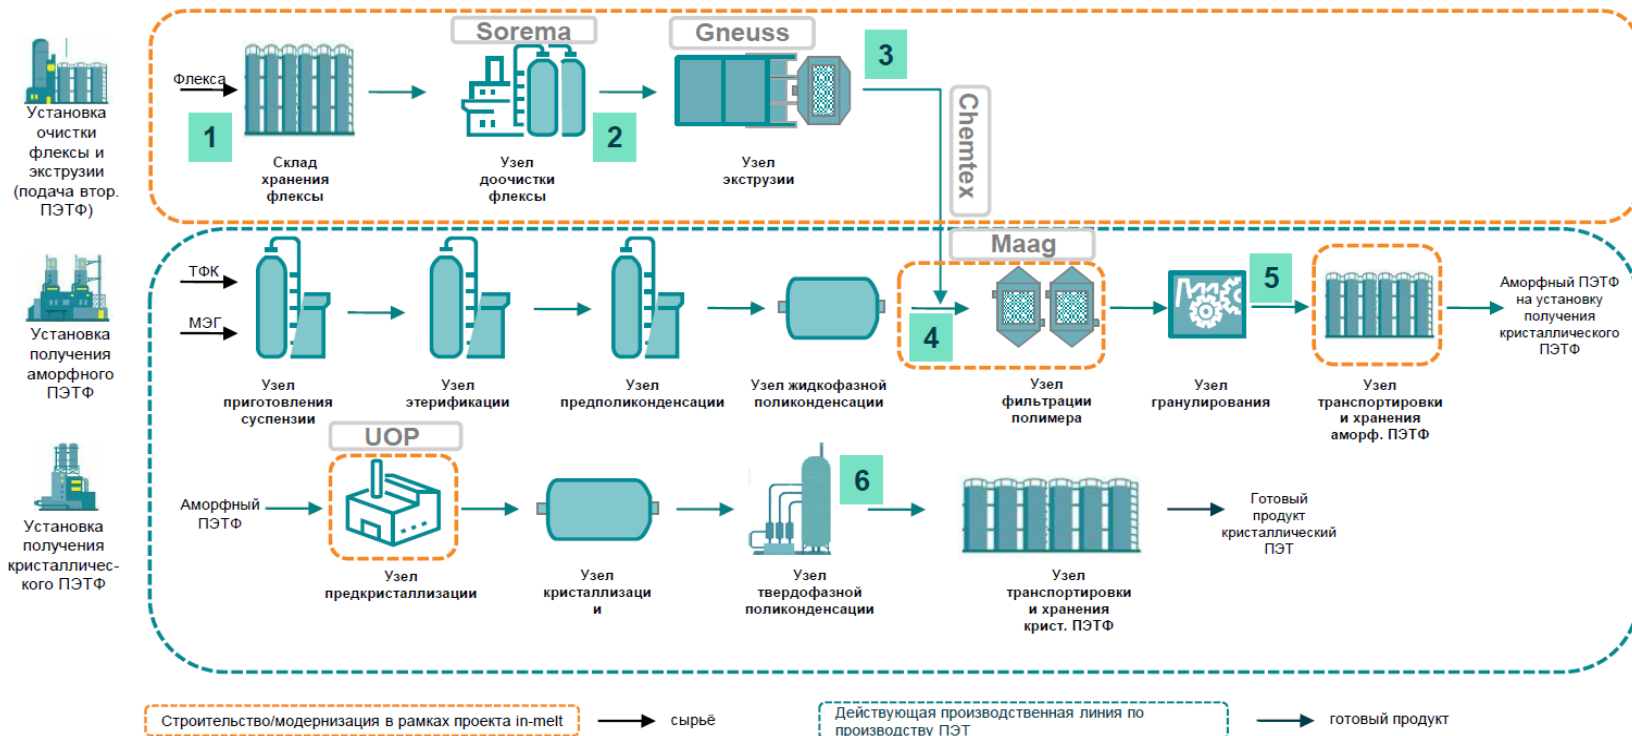 Sorema
Gneuss
3
Флекса
1
2
Chemtex
Установка
очистки
флексы и
экструзии
(подача втор.
ПЭТФ)
Склад
хранения
флексы
Узел
доочистки
флексы
Узел
экструзии
Maag
ТФК
МЭГ
4
5
Аморфный ПЭТФ
на установку
получения
кристаллического
ПЭТФ
Установка
получения
аморфного
ПЭТФ
Узел
приготовления
суспензии
Узел
этерификации
Узел
предполиконденсации
Узел жидкофазной
поликонденсации
Узел
фильтрации
полимера
Узел
гранулирования
Узел
транспортировки
и хранения
аморф. ПЭТФ
UOP
6
Аморфный
ПЭТФ
Готовый
продукт
кристаллический
ПЭТ
Установка
получения
кристалличес-
кого ПЭТФ
Узел
предкристаллизации
Узел
кристаллизаци
и
Узел
твердофазной
поликонденсации
Узел
транспортировки
и хранения
крист. ПЭТФ
Строительство/модернизация в рамках проекта in-melt
сырьё
Действующая производственная линия по
производству ПЭТ
готовый продукт